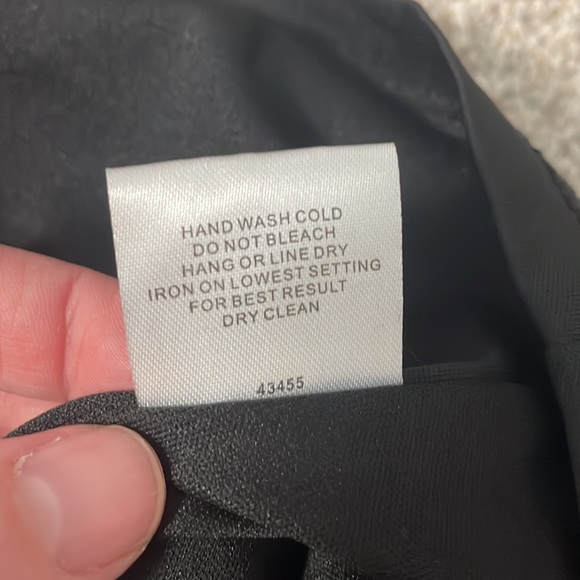 HAND WASH COLD
DO NOT BLEACH
HANG OR LINE DRY
IRON ON LOWEST SETTING
FOR BEST RESULT
DRY CLEAN
43455